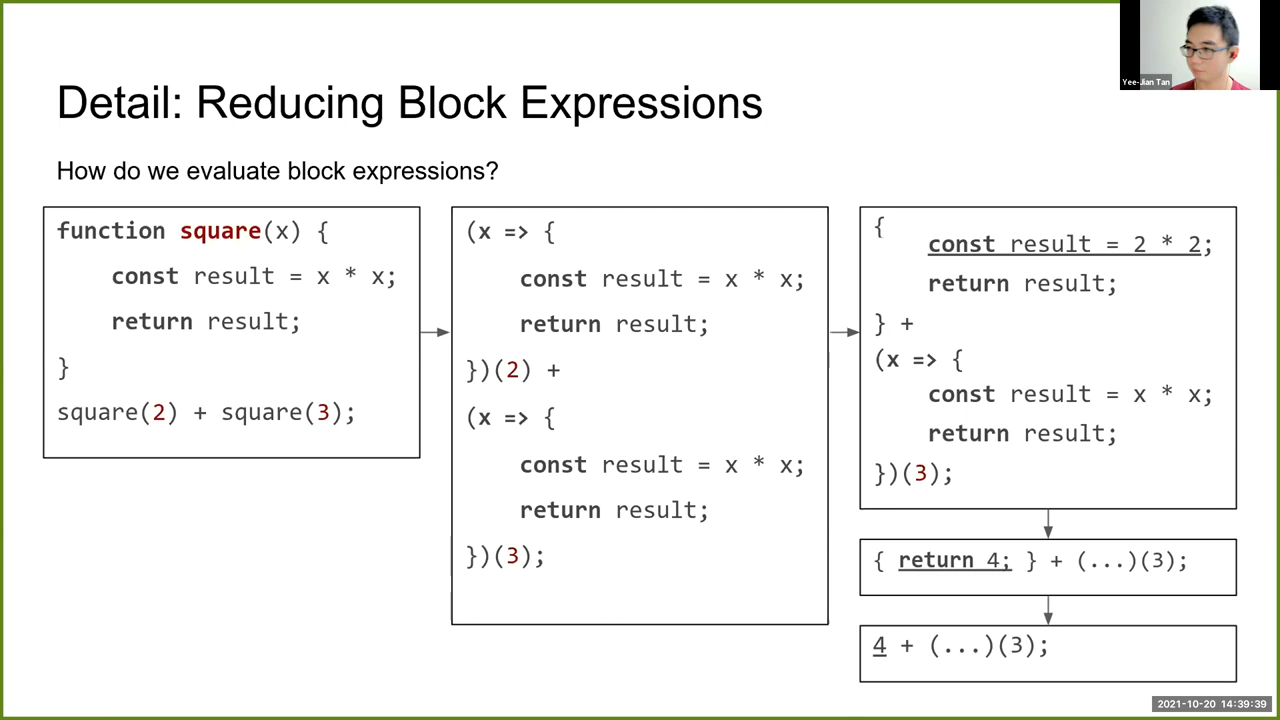 Yee-Jian Tan
Detail: Reducing Block Expressions
How do we evaluate block expressions?
function square(x) {
const result = x * x;
return result;
}
square(2) + square(3);
(x => {
const result = x * x;
return result;
})(2) +
(x => {
const result = x * x;
return result;
})(3);
{
const result = 2 * 2;
return result;
} +
(x => {
const result = x * x;
return result;
})(3);
{ return 4; } + (...)(3);
4 + (...)(3);
2021-10-20 14:39:39